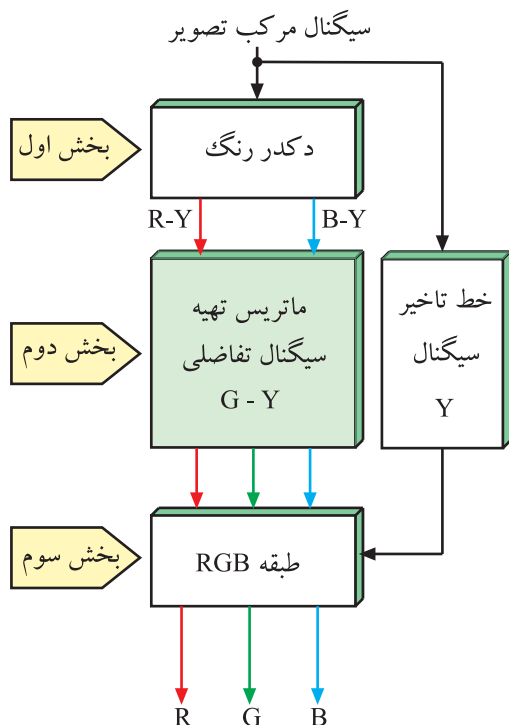 سیگنال مرکب تصویر
بخش اول
دکدر رنگ
R-Y
B-Y
بخش دوم
ماتریس تهیه
سیگنال تفاضلی
G - Y
خط تاخیر
سیگنال
Y
بخش سوم
طبقه RGB
R
G
B